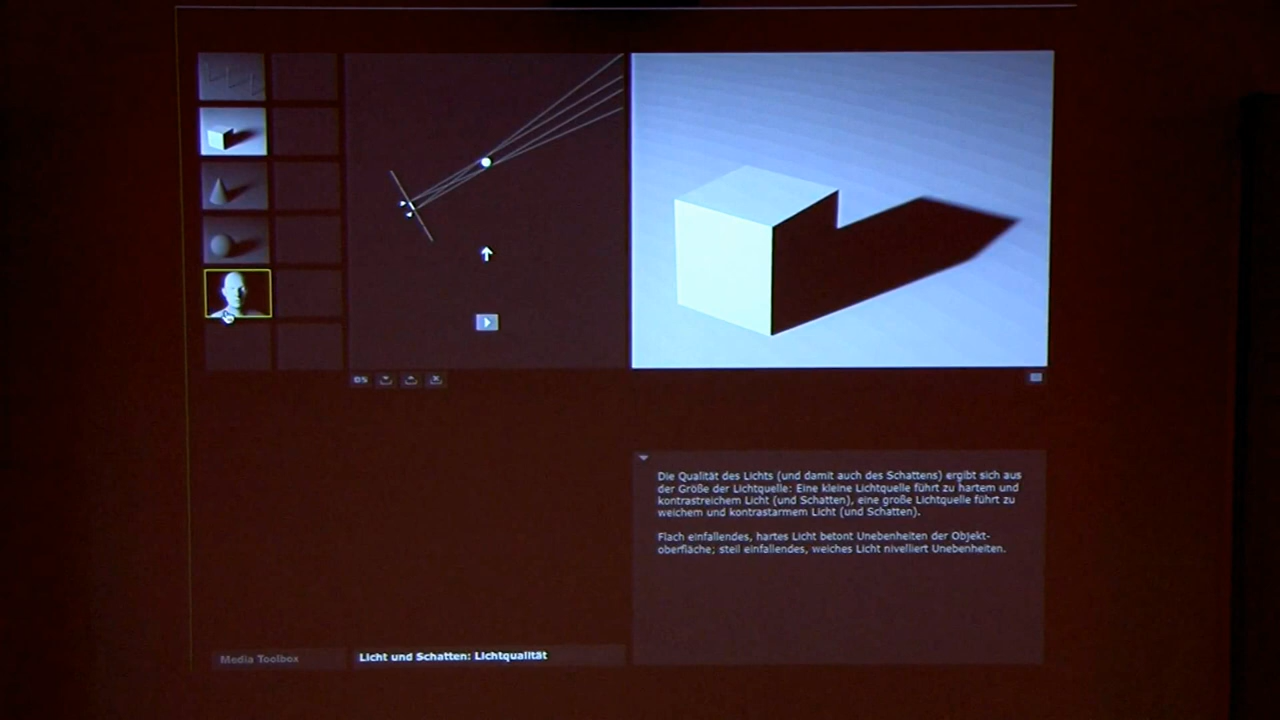 Die Qualität des Lichts (und damit auch des Schattens) ergibt sich aus
der Größe der Lichtquelle: Eine kleine Lichtquelle führt zu hartem und
kontrastreichem Licht (und Schatten), eine große Lichtquelle führt zu
weichem und kontrastarmem Licht (und Schatten).
Flach einfallendes, hartes Licht betont Unebenheiten der Objekt-
oberfläche; steil einfallendes, weiches Licht nivelliert Unebenheiten.
Media Toolbox
Licht und Schatten: Lichtqualität